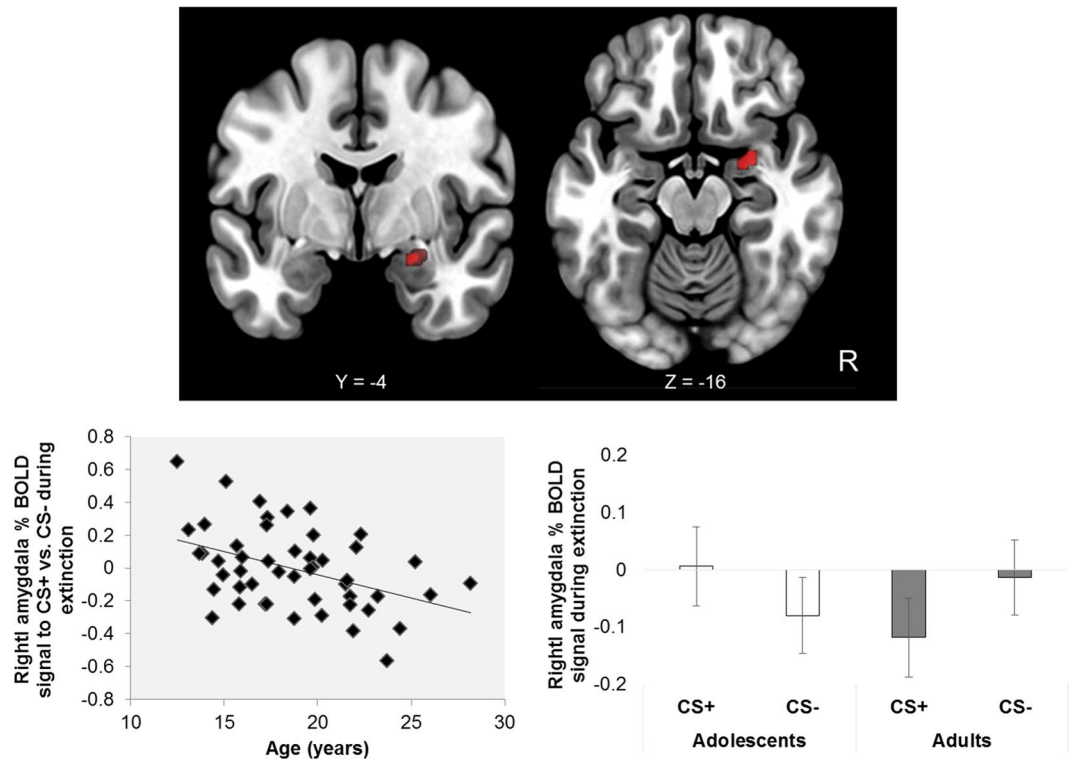 R
Y = -4
Z = -16
Rightl amygdala % BOLD
signal to CS+ vs. CS- during
extinction
0.8
0.6
0.4
0.2
0
-0.2
-0.4
-0.6
-0.8
10
15
20
25
30
Age (years)
Rightl amygdala % BOLD
signal during extinction
0.2
0.1
0
-0.1
-0.2
CS+
CS-
CS+
CS-
Adolescents
Adults